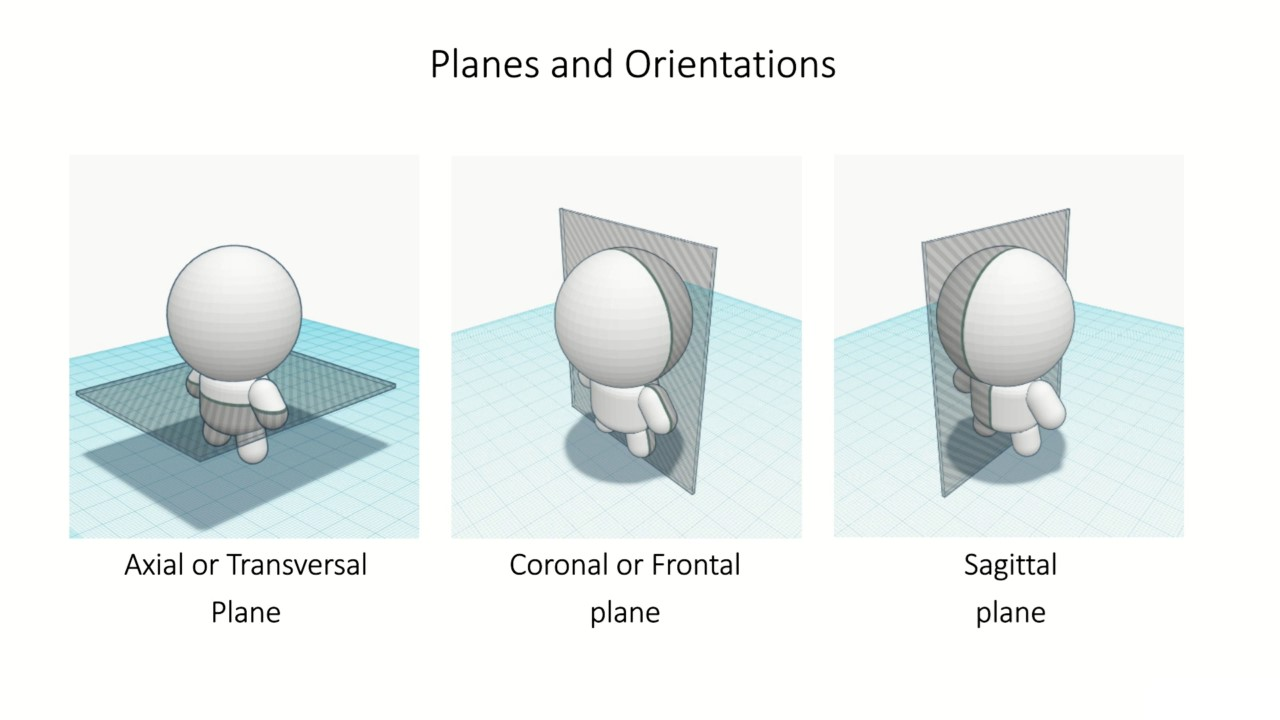 Planes and Orientations
Axial or Transversal
Plane
Coronal or Frontal
plane
Sagittal
plane